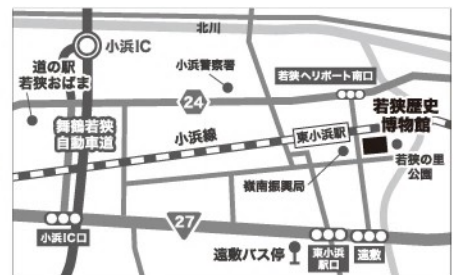 北川
小浜IC
道の駅
若狭おばま
小浜警察署
24
若狭ヘリポート南口
若狭歴史
博物館
舞鶴若狭
自動車道
小浜線
東小浜駅
若狭の里
公園
嶺南振興局
27
小浜IC口
遠敷バス停
東小浜
駅口
遠敷